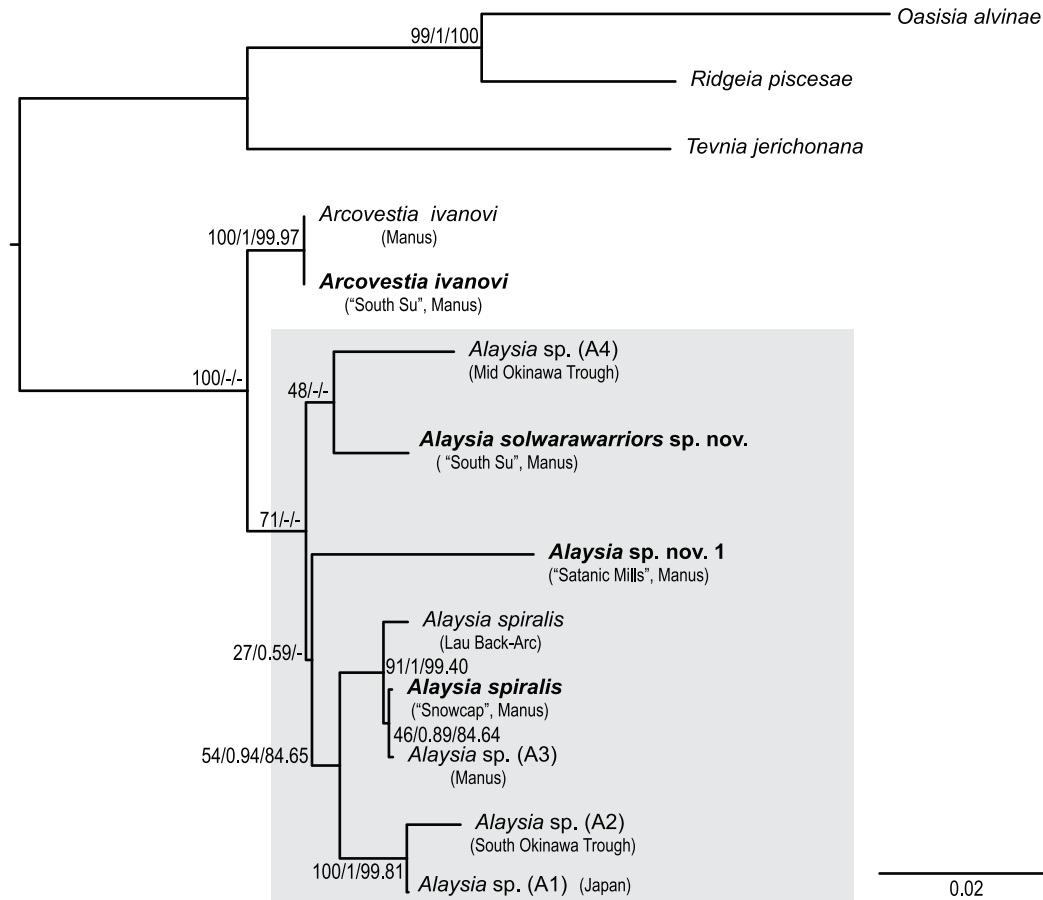 Oasisia alvinae
99/1/100
Ridgeia piscesae
Tevnia jerichonana
Arcovestia ivanovi
(Manus)
100/1/99.97
Arcovestia ivanovi
(“South Su”, Manus)
Alaysia sp. (A4)
(Mid Okinawa Trough)
100/-/-
48/-/-
Alaysia solwarawarriors sp. nov.
( “South Su”, Manus)
71/-/-
Alaysia sp. nov. 1
(“Satanic Mills”, Manus)
Alaysia spiralis
(Lau Back-Arc)
27/0.59/-
91/1/99.40
Alaysia spiralis
(“Snowcap”, Manus)
46/0.89/84.64
54/0.94/84.65
Alaysia sp. (A3)
(Manus)
Alaysia sp. (A2)
(South Okinawa Trough)
100/1/99.81
Alaysia sp. (A1) (Japan)
0.02